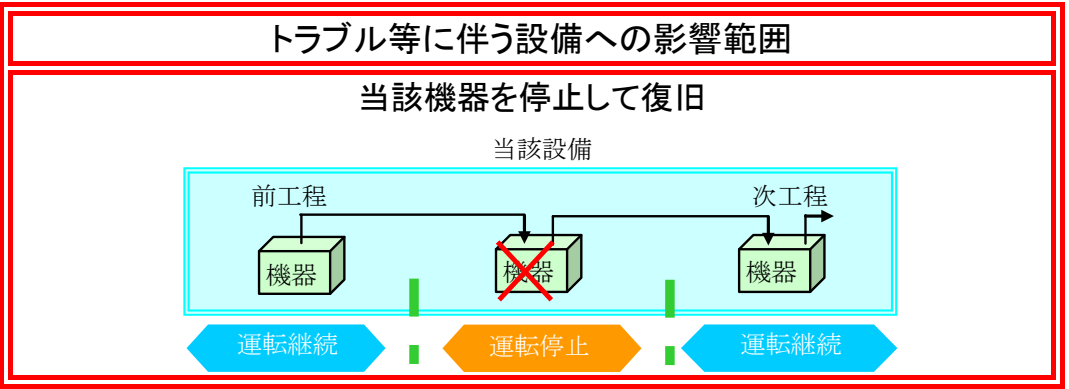 トラブル等に伴う設備への影響範囲
当該機器を停止して復旧
当該設備
前工程
次工程
機器
機器
機器
運転継続
運転停止
運転継続